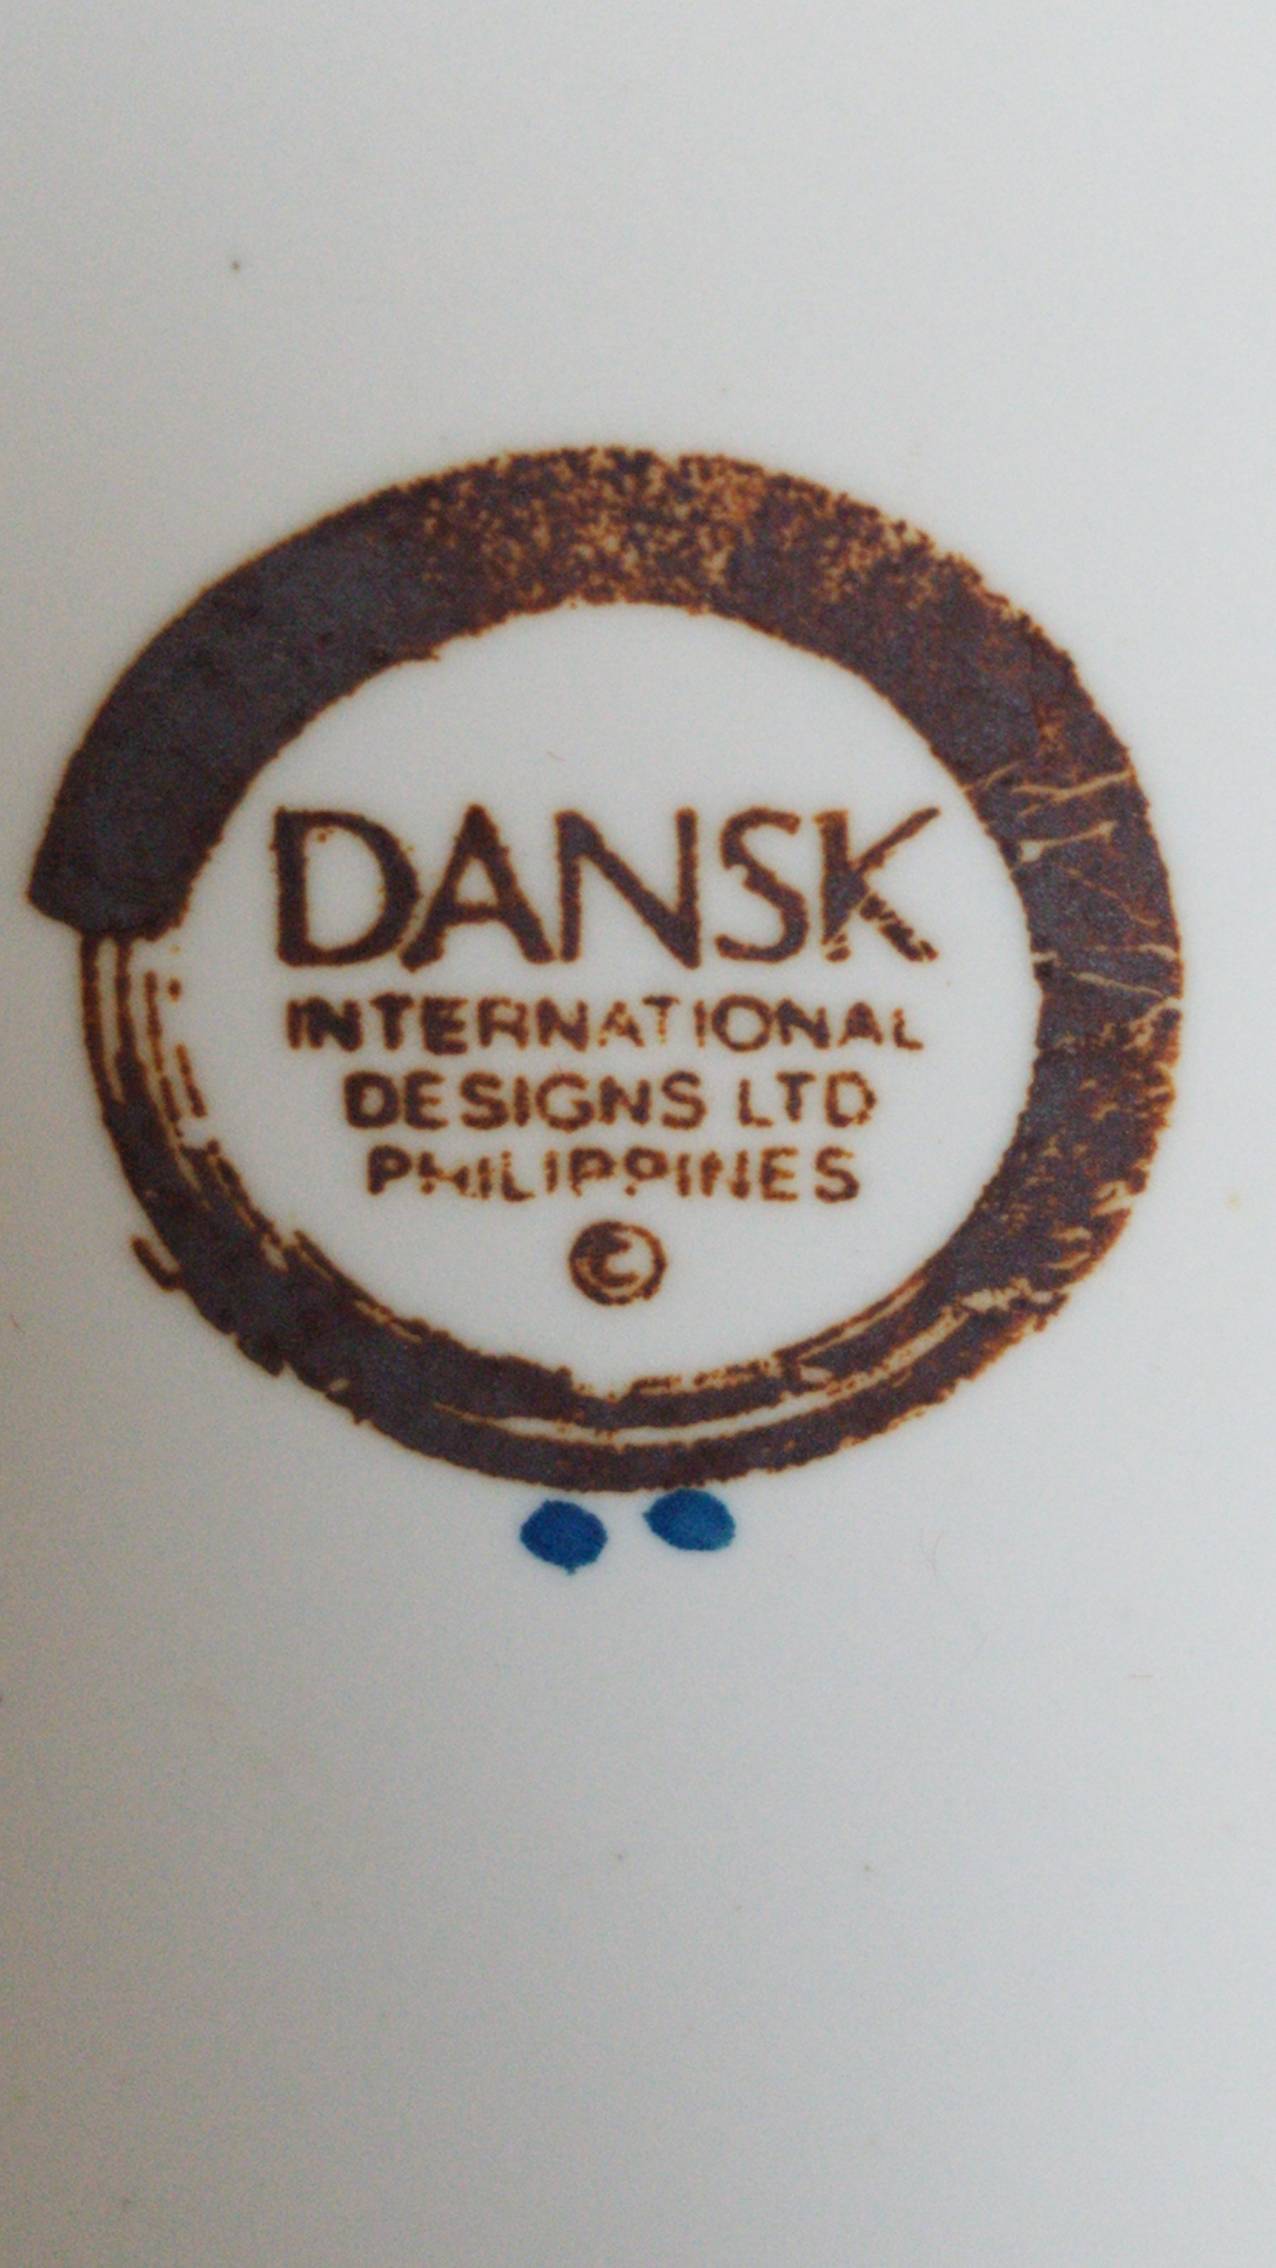 DANSK
INTERNATIONAL
DESIGNS LTD
PHILIPPINES
©